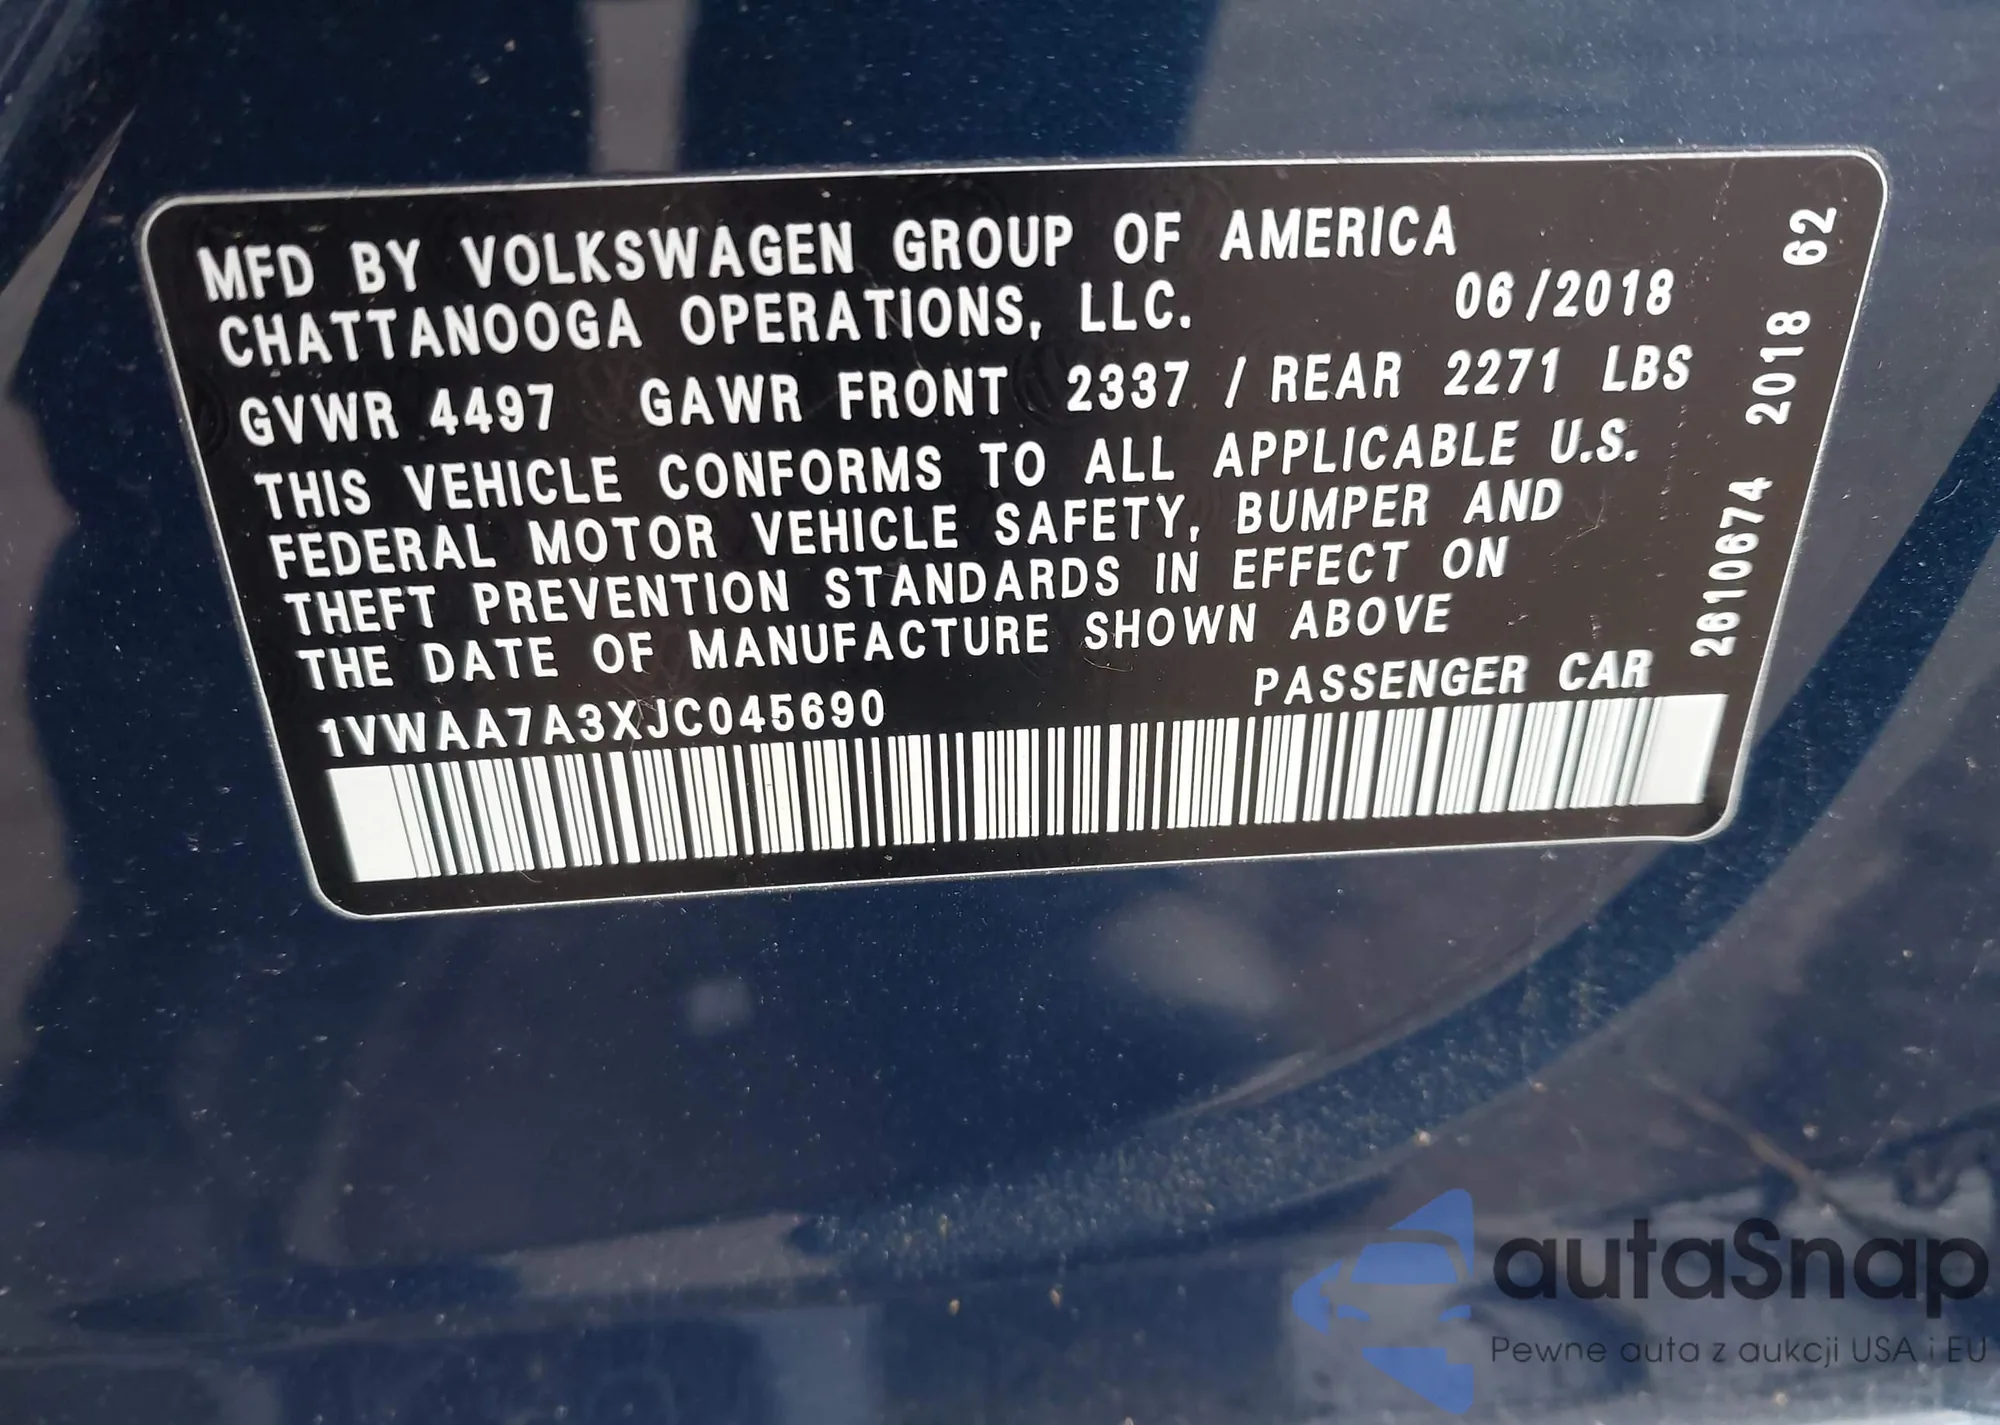 MFD BY VOLKSWAGEN GROUP OF AMERICA
CHATTANOOGA OPERATIONS, LLC. 06/2018
GVWR 4497 GAWR FRONT 2337 / REAR 2271 LBS
THIS VEHICLE CONFORMS TO ALL APPLICABLE U.S.
FEDERAL MOTOR VEHICLE SAFETY, BUMPER AND
THEFT PREVENTION STANDARDS IN EFFECT ON
THE DATE OF MANUFACTURE SHOWN ABOVE
1VWAA7A3XJC045690 PASSENGER CAR
26106742018 62
autaSnap
Pewne auta z aukcji USA i EU